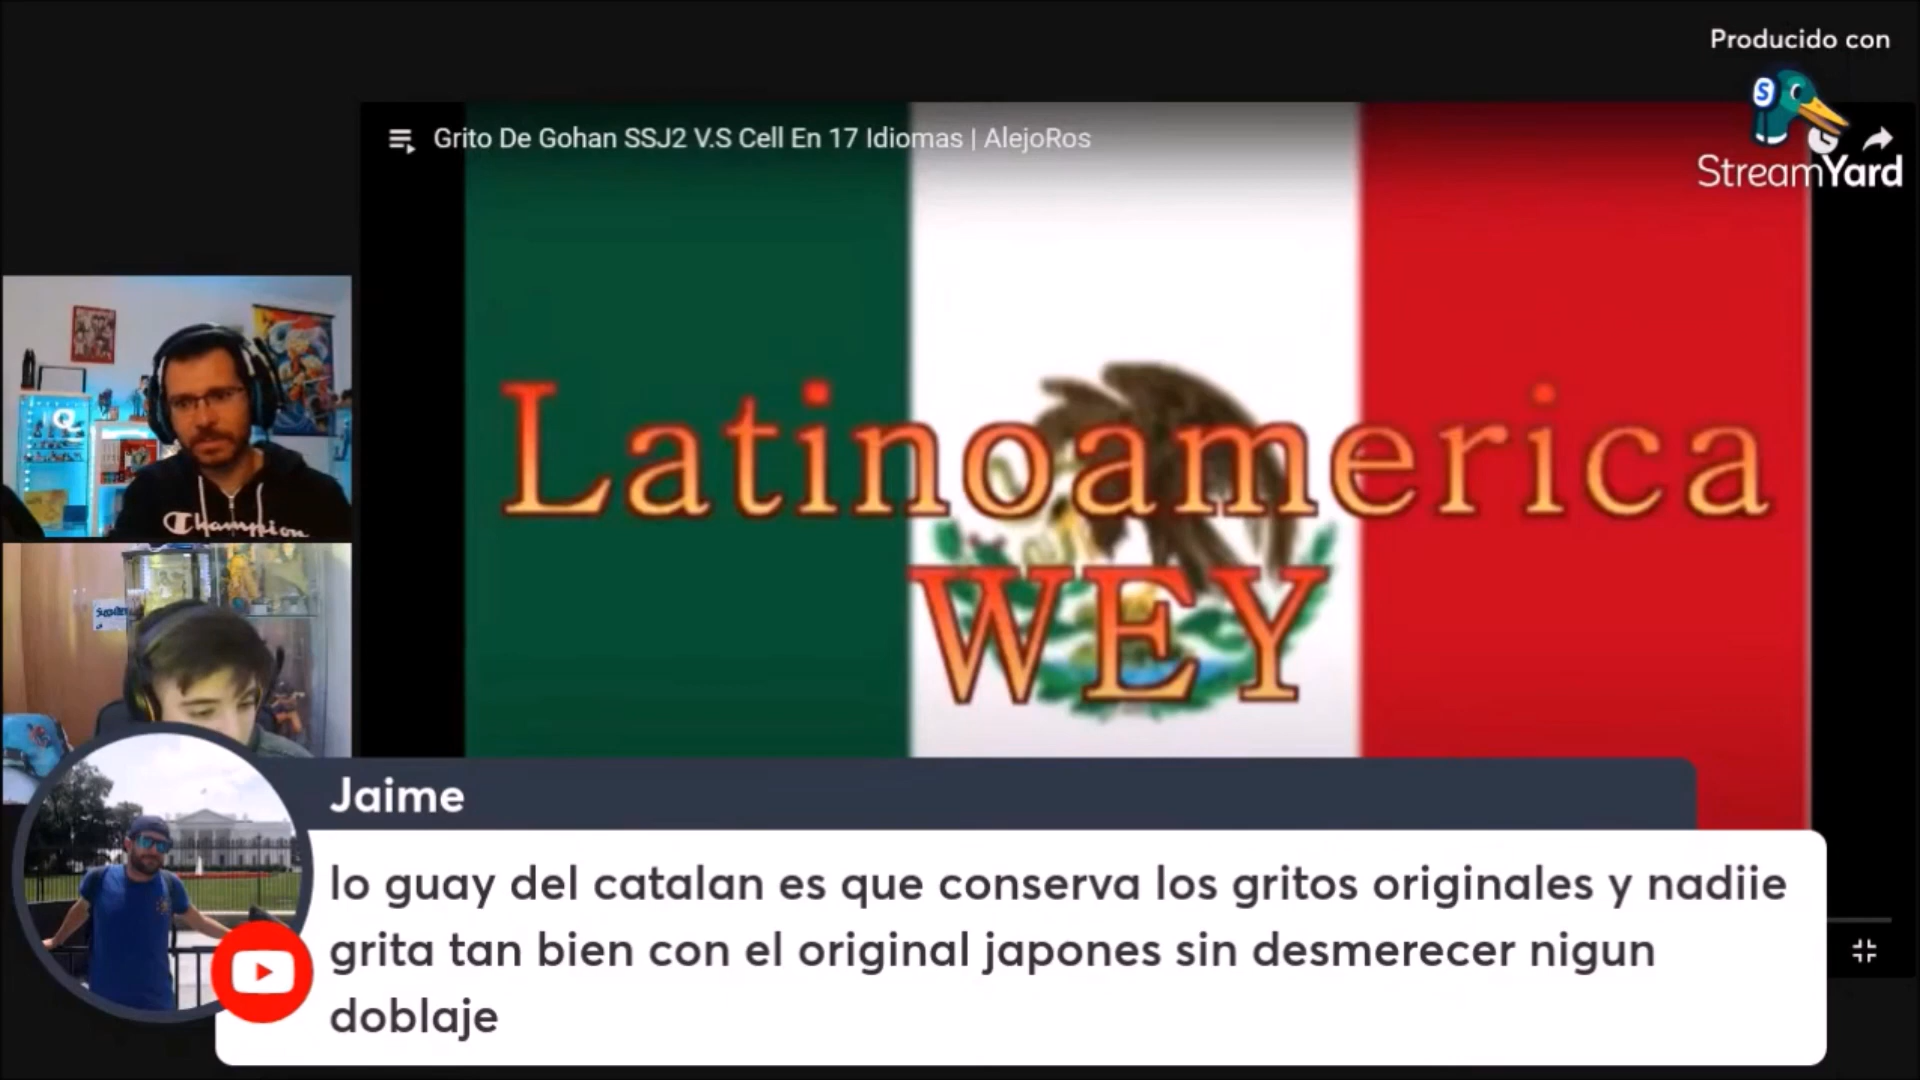 Producido con
StreamYard
Grito De Gohan SSJ2 V.S Cell En 17 Idiomas | AlejoRos
Latinoamerica
WEY
Champion
Jaime
lo guay del catalan es que conserva los gritos originales y nadiie
grita tan bien con el original japones sin desmerecer nigun
doblaje